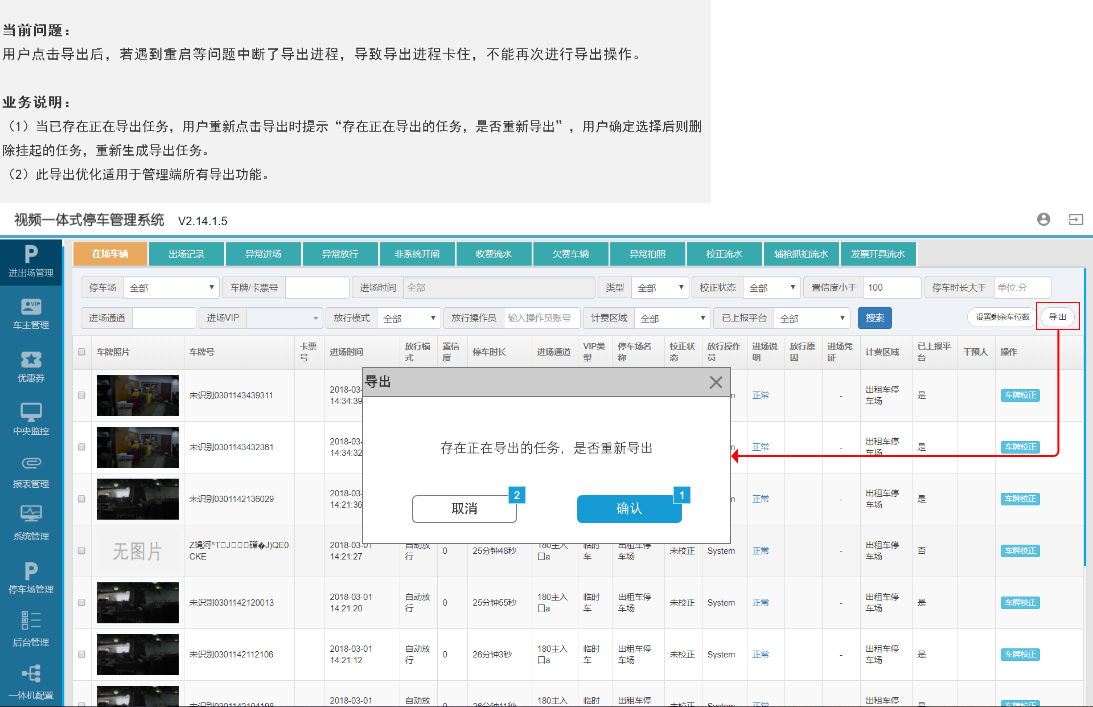 当前问题：
用户点击导出后，若遇到重启等问题中断了导出进程，导致导出进程卡住，不能再次进行导出操作。
业务说明：
（1）当已存在正在导出任务，用户重新点击导出时提示“存在正在导出的任务，是否重新导出”，用户确定选择后则删
除挂起的任务，重新生成导出任务。
（2）此导出优化适用于管理端所有导出功能。
视频一体式停车管理系统 V2.14.1.5
进出场管理
车主管理
优惠券
中央监控
报表管理
系统管理
停车场管理
后台管理
一体机配置
在场车辆 出场记录 异常进场 异常放行 非系统开闸 收费流水 欠费车辆 异常拍照 校正流水 辅枪抓拍流水 发票开具流水
停车场 全部 车牌/卡票号 进场时间 全部 类型 全部 校正状态 全部 置信度小于 100 停车时长大于 单位:分
进场通道 进场VIP 放行模式 全部 放行操作员 输入操作员账号 计费区域 全部 已上报平台 全部 搜索 设置剩余车位数 导出
车牌照片 车牌号 卡票号 进场时间 放行模式 置信度 停车时长 进场通道 VIP类型 停车场名称 校正状态 放行操作员 进场说明 放行原因 进场凭证 计费区域 已上报平台 干预人 操作
未识别0301143439311 2018-03- 14:34:39 正常 - 出租车停车场 是 车牌校正
未识别0301143432361 2018-03- 14:34:32 正常 - 出租车停车场 是 车牌校正
未识别0301142136029 2018-03- 14:21:36 正常 - 出租车停车场 是 车牌校正
无图片 2018-03-01 14:21:27 自动放行 0 25分钟48秒 180主入口a 临时车 出租车停车场 未校正 System 正常 - 出租车停车场 否 车牌校正
未识别0301142120013 2018-03-01 14:21:20 自动放行 0 25分钟55秒 180主入口a 临时车 出租车停车场 未校正 System 正常 - 出租车停车场 是 车牌校正
未识别0301142112106 2018-03-01 14:21:12 自动放行 0 26分钟3秒 180主入口a 临时车 出租车停车场 未校正 System 正常 - 出租车停车场 是 车牌校正
2018-03-01 自动放 180主入 临时 出租车停 出租车停
导出
存在正在导出的任务，是否重新导出
取消 2
确认 1